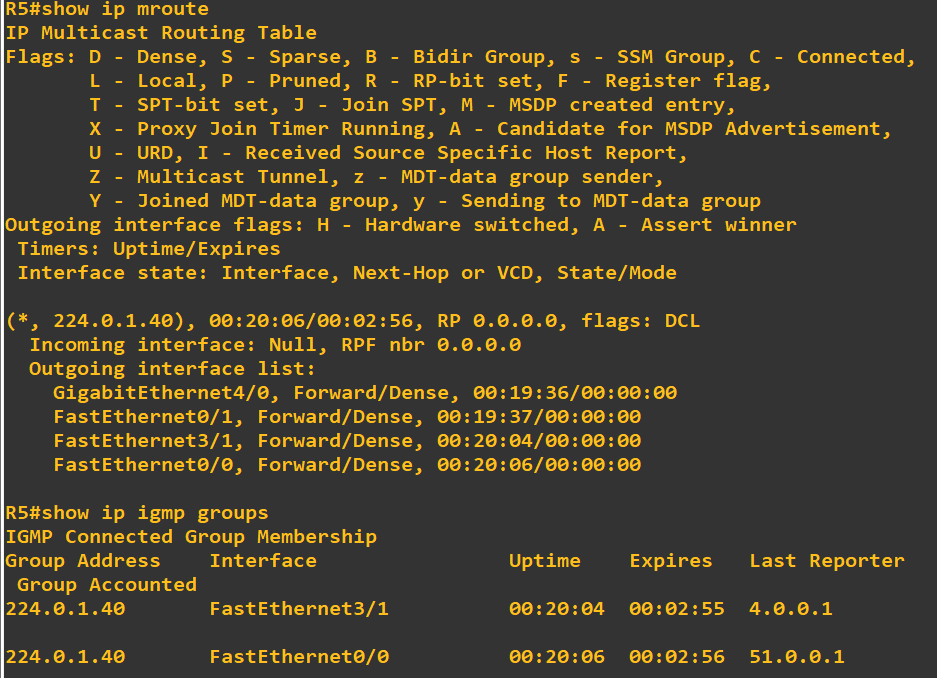 R5#show ip mroute
IP Multicast Routing Table
Flags: D - Dense, S - Sparse, B - Bidir Group, s - SSM Group, C - Connected,
       L - Local, P - Pruned, R - RP-bit set, F - Register flag,
       T - SPT-bit set, J - Join SPT, M - MSDP created entry,
       X - Proxy Join Timer Running, A - Candidate for MSDP Advertisement,
       U - URD, I - Received Source Specific Host Report,
       Z - Multicast Tunnel, z - MDT-data group sender,
       Y - Joined MDT-data group, y - Sending to MDT-data group
Outgoing interface flags: H - Hardware switched, A - Assert winner
 Timers: Uptime/Expires
 Interface state: Interface, Next-Hop or VCD, State/Mode

(*, 224.0.1.40), 00:20:06/00:02:56, RP 0.0.0.0, flags: DCL
  Incoming interface: Null, RPF nbr 0.0.0.0
  Outgoing interface list:
    GigabitEthernet4/0, Forward/Dense, 00:19:36/00:00:00
    FastEthernet0/1, Forward/Dense, 00:19:37/00:00:00
    FastEthernet3/1, Forward/Dense, 00:20:04/00:00:00
    FastEthernet0/0, Forward/Dense, 00:20:06/00:00:00

R5#show ip igmp groups
IGMP Connected Group Membership
Group Address    Interface                Uptime    Expires   Last Reporter
 Group Accounted
224.0.1.40       FastEthernet3/1          00:20:04  00:02:55  4.0.0.1

224.0.1.40       FastEthernet0/0          00:20:06  00:02:56  51.0.0.1